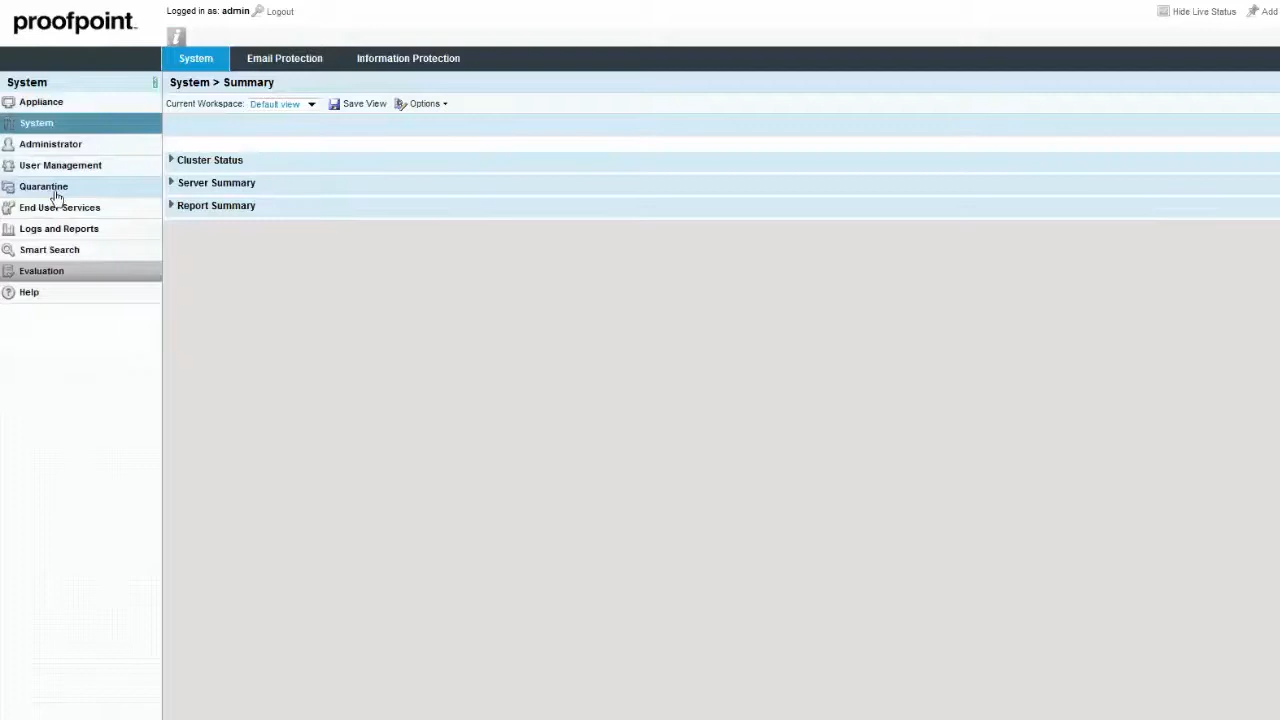 proofpoint
Logged in as: admin Logout
Hide Live Status Add
i
System Email Protection Information Protection
System
System > Summary
Current Workspace: Default view Save View Options
Appliance
System
Administrator
User Management
Quarantine
End User Services
Logs and Reports
Smart Search
Evaluation
? Help
Cluster Status
Server Summary
Report Summary